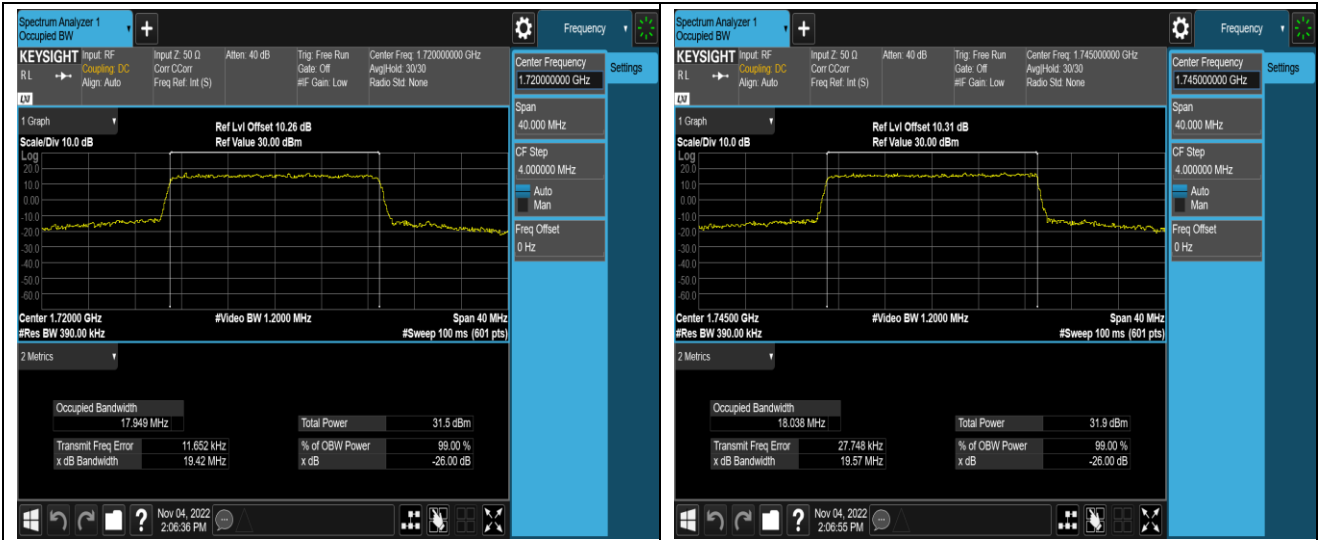 Spectrum Analyzer 1
Occupied BW
+
Frequency
KEYSIGHT
RL
LXI
Input: RF
Coupling: DC
Align: Auto
Input Z: 50 Ω
Corr CCorr
Freq Ref: Int (S)
Atten: 40 dB
Trig: Free Run
Gate: Off
#IF Gain: Low
Center Freq: 1.720000000 GHz
Avg|Hold: 30/30
Radio Std: None
Center Frequency
1.720000000 GHz
Settings
Span
40.000 MHz
CF Step
4.000000 MHz
Auto
Man
Freq Offset
0 Hz
1 Graph
Scale/Div 10.0 dB
Ref Lvl Offset 10.26 dB
Ref Value 30.00 dBm
Log
20.0
10.0
0.00
-10.0
-20.0
-30.0
-40.0
-50.0
-60.0
Center 1.72000 GHz
#Res BW 390.00 kHz
#Video BW 1.2000 MHz
Span 40 MHz
#Sweep 100 ms (601 pts)
2 Metrics
Occupied Bandwidth
17.949 MHz
Total Power 31.5 dBm
Transmit Freq Error 11.652 kHz
% of OBW Power 99.00 %
x dB Bandwidth 19.42 MHz
x dB -26.00 dB
?
Nov 04, 2022
2:06:36 PM
Spectrum Analyzer 1
Occupied BW
+
Frequency
KEYSIGHT
RL
LXI
Input: RF
Coupling: DC
Align: Auto
Input Z: 50 Ω
Corr CCorr
Freq Ref: Int (S)
Atten: 40 dB
Trig: Free Run
Gate: Off
#IF Gain: Low
Center Freq: 1.745000000 GHz
Avg|Hold: 30/30
Radio Std: None
Center Frequency
1.745000000 GHz
Settings
Span
40.000 MHz
CF Step
4.000000 MHz
Auto
Man
Freq Offset
0 Hz
1 Graph
Scale/Div 10.0 dB
Ref Lvl Offset 10.31 dB
Ref Value 30.00 dBm
Log
20.0
10.0
0.00
-10.0
-20.0
-30.0
-40.0
-50.0
-60.0
Center 1.74500 GHz
#Res BW 390.00 kHz
#Video BW 1.2000 MHz
Span 40 MHz
#Sweep 100 ms (601 pts)
2 Metrics
Occupied Bandwidth
18.038 MHz
Total Power 31.9 dBm
Transmit Freq Error 27.748 kHz
% of OBW Power 99.00 %
x dB Bandwidth 19.57 MHz
x dB -26.00 dB
?
Nov 04, 2022
2:06:55 PM